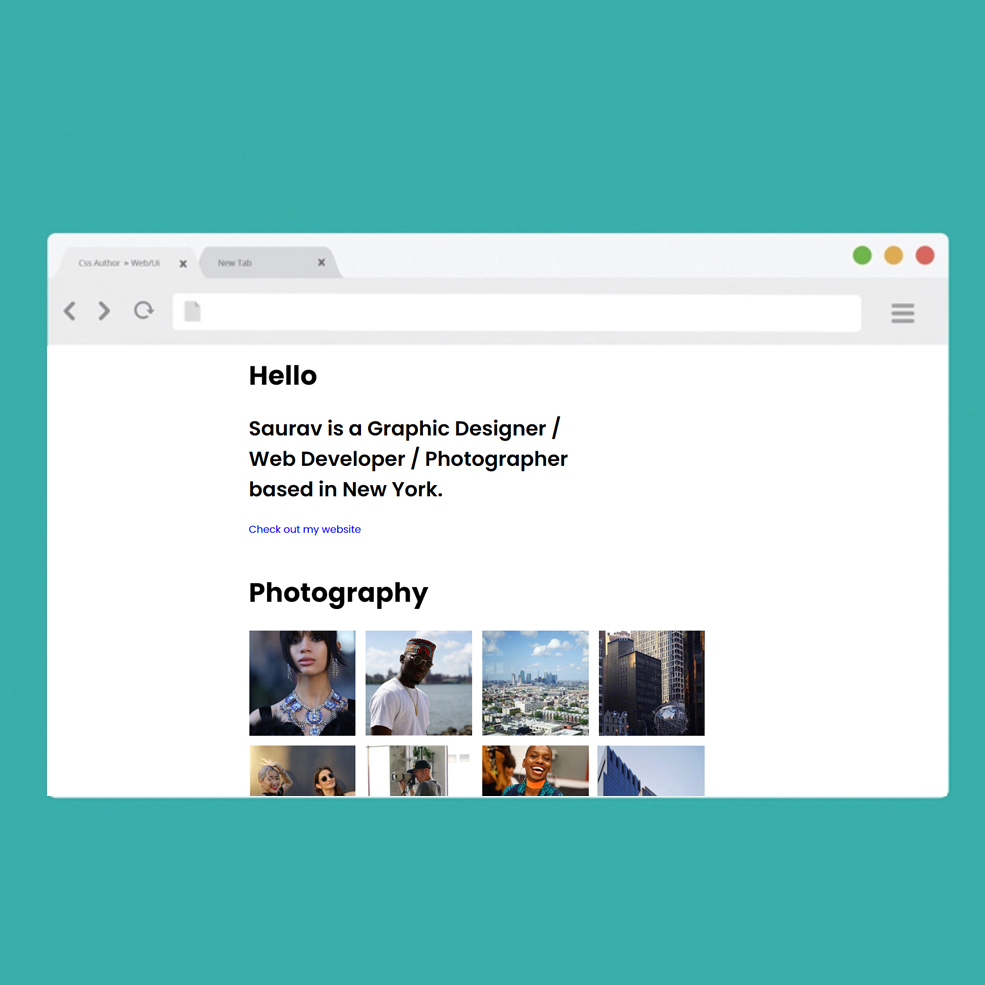 Css Author » Web/Ui
New Tab
Hello
Saurav is a Graphic Designer /
Web Developer / Photographer
based in New York.
Check out my website
Photography